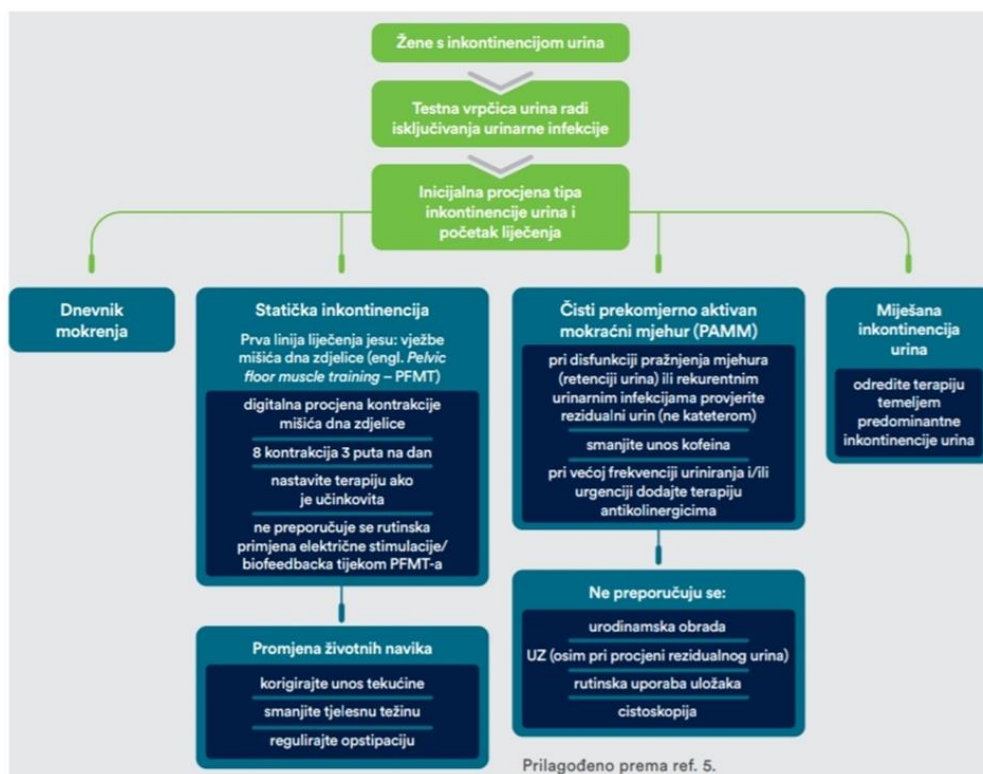 Žene s inkontinencijom urina
Testna vrpčica urina radi
isključivanja urinarne infekcije
Inicijalna procjena tipa
inkontinencije urina i
početak liječenja
Dnevnik
mokrenja
Statička inkontinencija
Prva linija liječenja jesu: vježbe
mišića dna zdjelice (engl. Pelvic
floor muscle training – PFMT)
digitalna procjena kontrakcije
mišića dna zdjelice
8 kontrakcija 3 puta na dan
nastavite terapiju ako
je učinkovita
ne preporučuje se rutinska
primjena električne stimulacije/
biofeedbacka tijekom PFMT-a
Promjena životnih navika
korigirajte unos tekućine
smanjite tjelesnu težinu
regulirajte opstipaciju
Čisti prekomjerno aktivan
mokraćni mjehur (PAMM)
pri disfunkciji pražnjenja mjehura
(retenciji urina) ili rekurentnim
urinarnim infekcijama provjerite
rezidualni urin (ne kateterom)
smanjite unos kofeina
pri većoj frekvenciji uriniranja i/ili
urgenciji dodajte terapiju
antikolinergicima
Ne preporučuju se:
urodinamska obrada
UZ (osim pri procjeni rezidualnog urina)
rutinska uporaba uložaka
cistoskopija
Miješana
inkontinencija
urina
odredite terapiju
temeljem
predominantne
inkontinencije urina
Prilagođeno prema ref. 5.